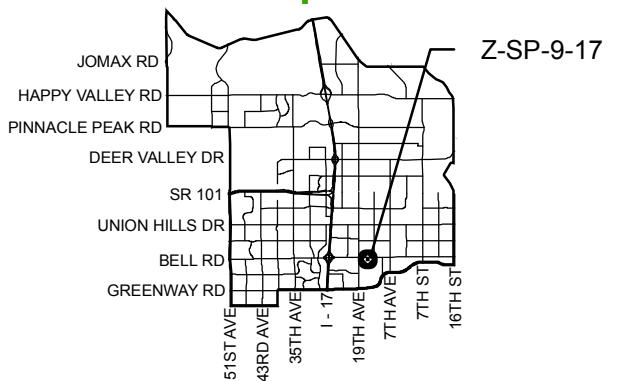 Z-SP-9-17
JOMAX RD
HAPPY VALLEY RD
PINNACLE PEAK RD
DEER VALLEY DR
SR 101
UNION HILLS DR
BELL RD
GREENWAY RD
51ST AVE
43RD AVE
35TH AVE
I - 17
19TH AVE
7TH AVE
7TH ST
16TH ST